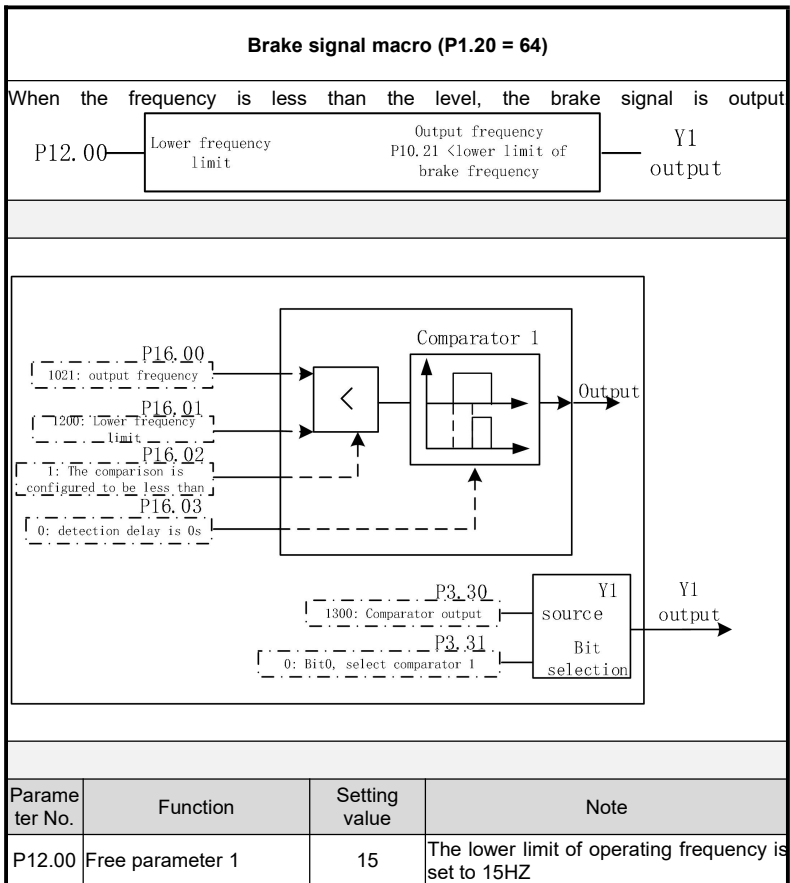 Brake signal macro (P1.20 = 64)
When the frequency is less than the level, the brake signal is output
P12.00
Lower frequency
limit
Output frequency
P10.21 <lower limit of
brake frequency
Y1
output
Comparator 1
P16.00
1021: output frequency
P16.01
1200: Lower frequency
limit
<
Output
P16.02
1: The comparison is
configured to be less than
P16.03
0: detection delay is 0s
P3.30
1300: Comparator output
P3.31
0: Bit0, select comparator 1
Y1
source
Bit
selection
Y1
output
Parame
ter No.
Function
Setting
value
Note
P12.00
Free parameter 1
15
The lower limit of operating frequency is
set to 15HZ